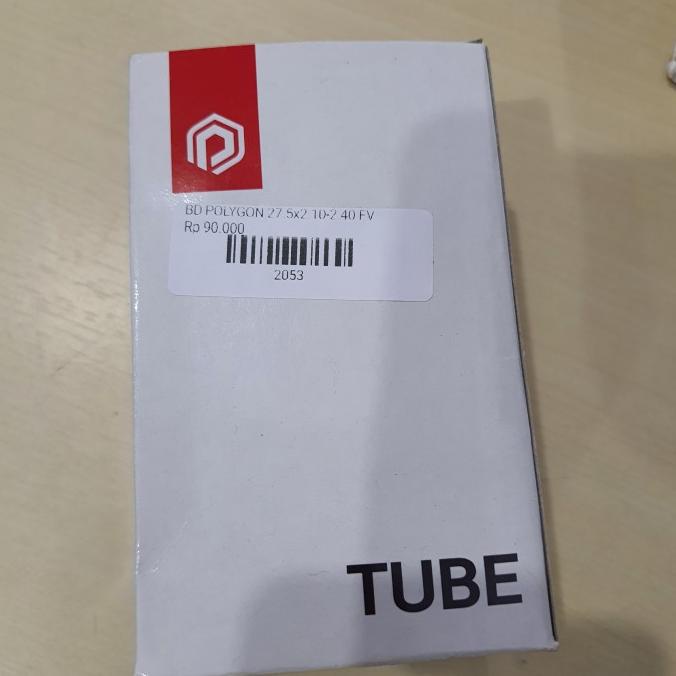 BD POLYGON 27.5x2.10-2.40 FV
Rp 90.000
2053
TUBE